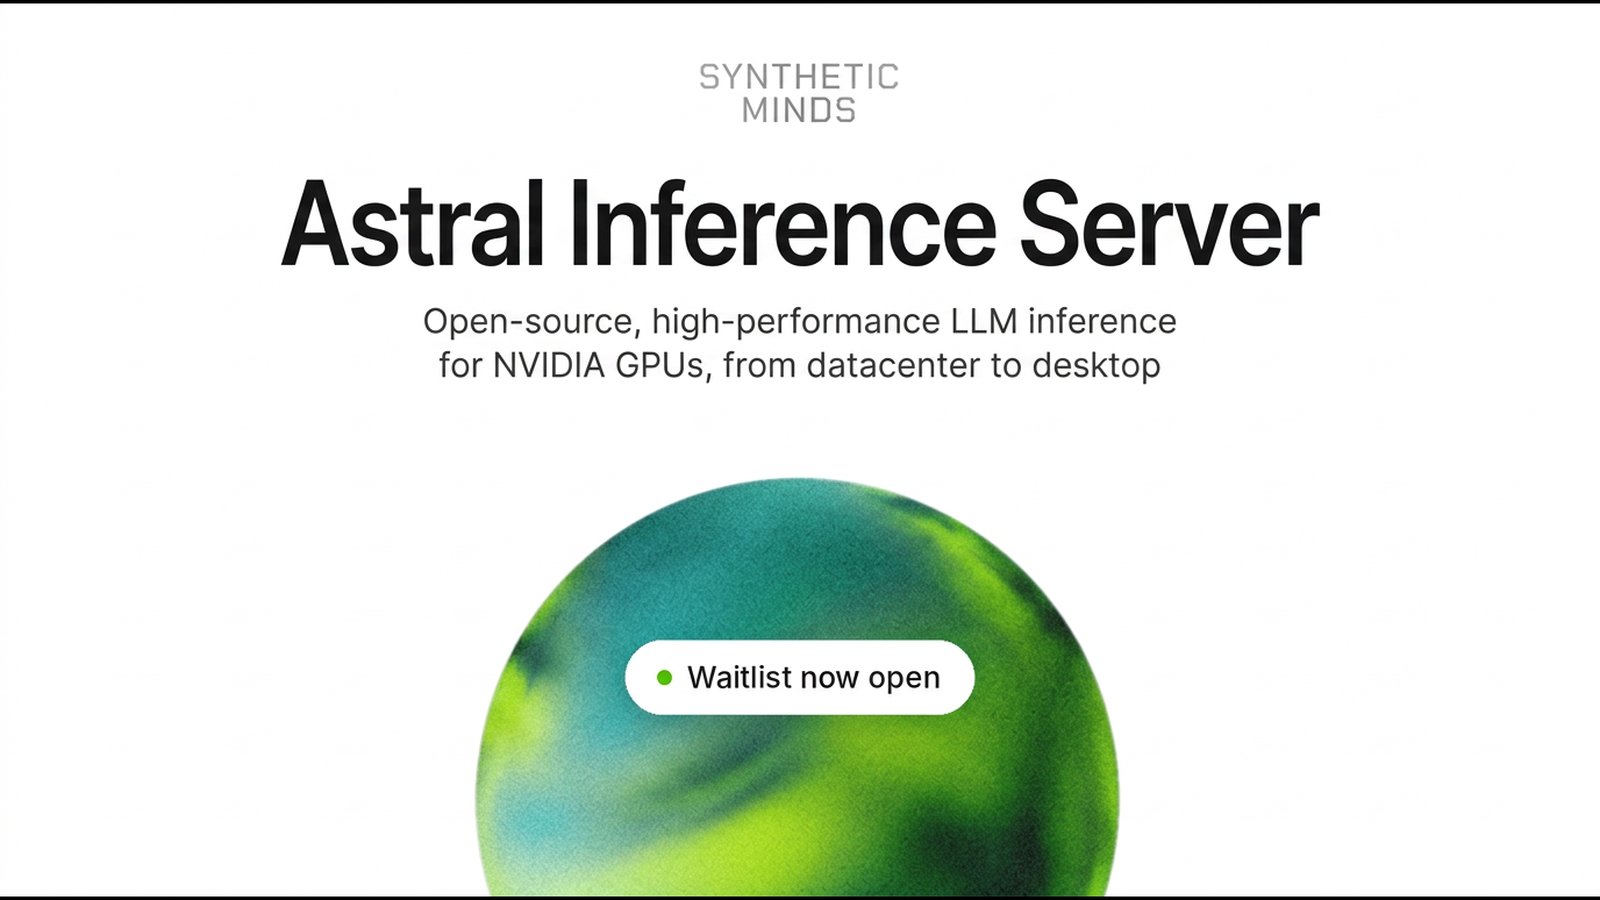 SYNTHETIC
MINDS
Astral Inference Server
Open-source, high-performance LLM inference
for NVIDIA GPUs, from datacenter to desktop
Waitlist now open